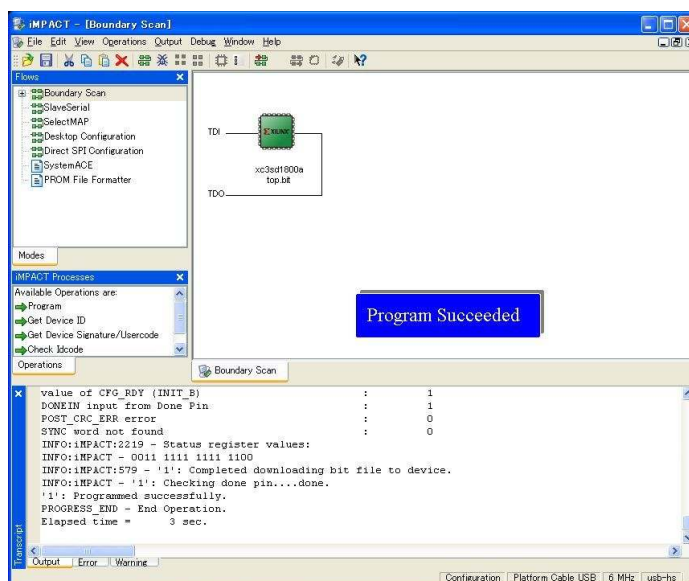 iMPACT - [Boundary Scan]
File Edit View Operations Output Debug Window Help
Flows
Boundary Scan
SlaveSerial
SelectMAP
Desktop Configuration
Direct SPI Configuration
SystemACE
PROM File Formatter
Modes
iMPACT Processes
Available Operations are:
Program
Get Device ID
Get Device Signature/Usercode
Check Idcode
Operations
TDI
XILINX
xc3sd1800a
top.bit
TDO
Program Succeeded
Boundary Scan
value of CFG_RDY (INIT_B) : 1
DONEIN input from Done Pin : 1
POST_CRC_ERR error : 0
SYNC word not found : 0
INFO:iMPACT:2219 - Status register values:
INFO:iMPACT - 0011 1111 1111 1100
INFO:iMPACT:579 - '1': Completed downloading bit file to device.
INFO:iMPACT - '1': Checking done pin....done.
'1': Programmed successfully.
PROGRESS_END - End Operation.
Elapsed time = 3 sec.
Transcript
Output Error Warning
Configuration Platform Cable USB 6 MHz usb-hs